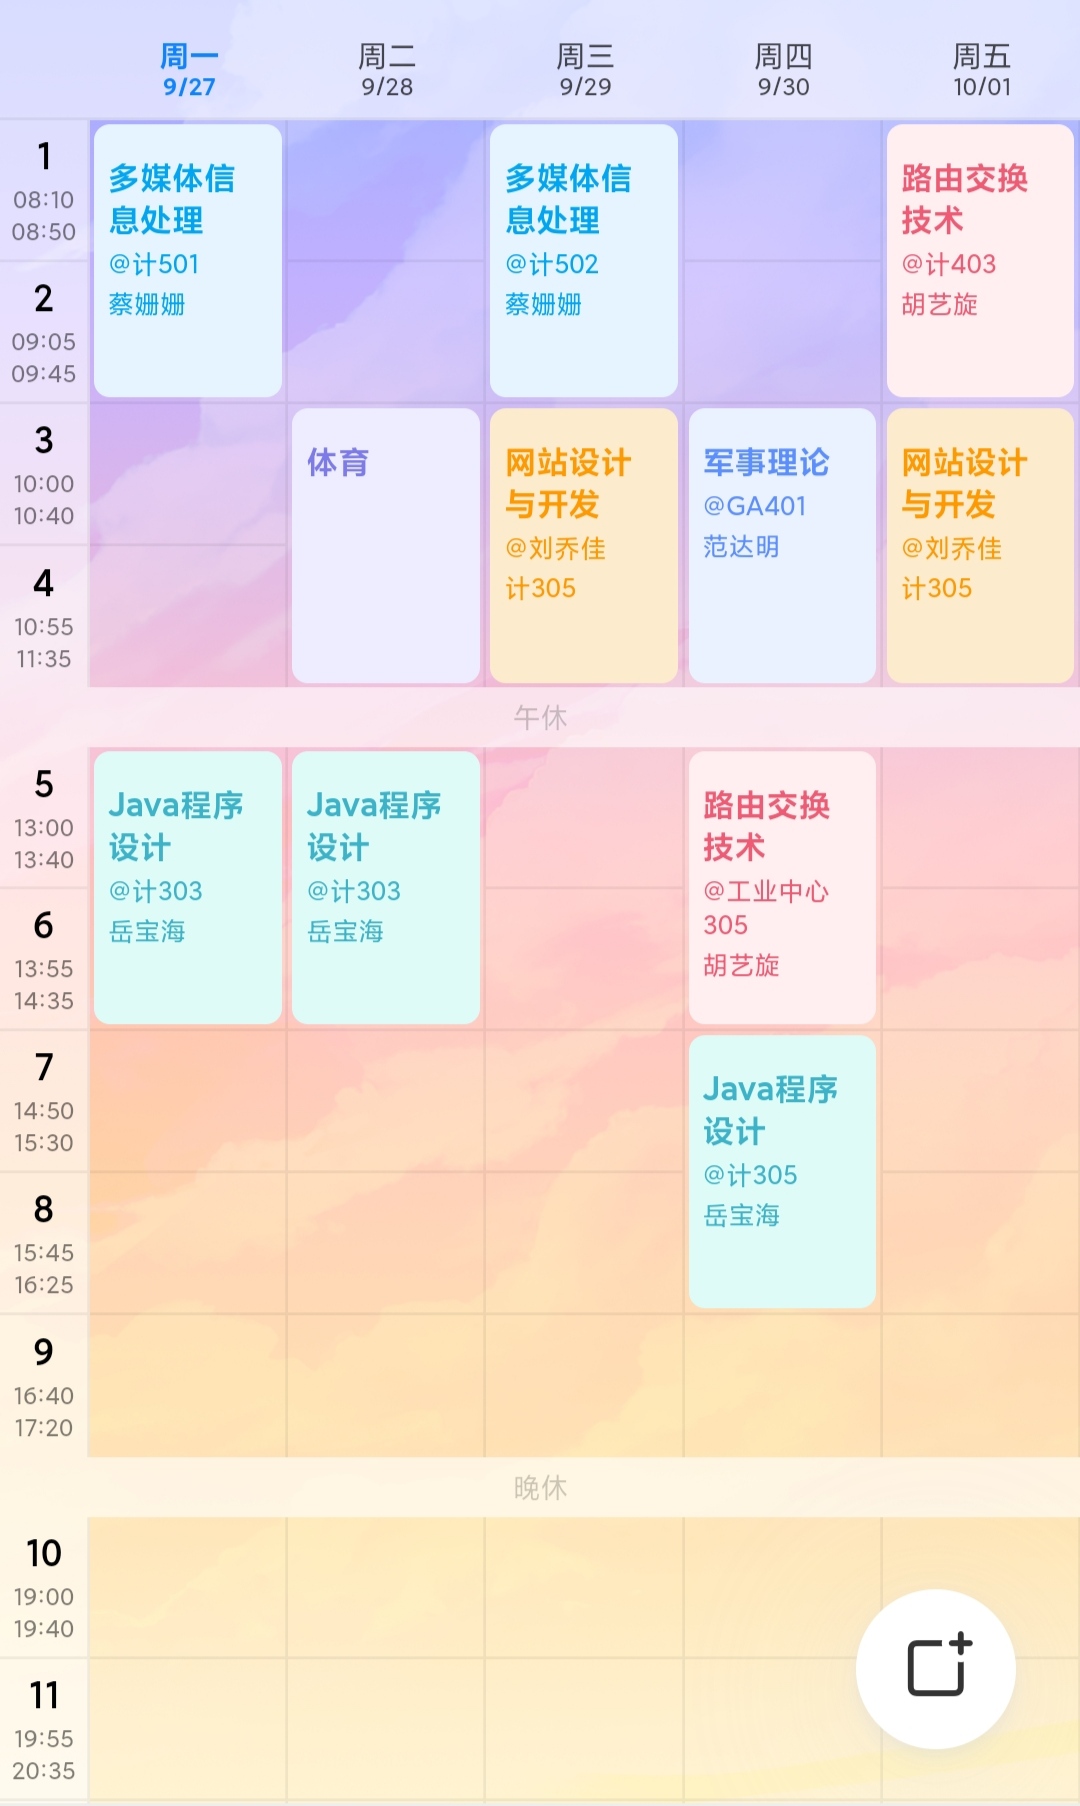 周一
9/27
周二
9/28
周三
9/29
周四
9/30
周五
10/01
1
08:10
08:50
多媒体信
息处理
@计501
蔡姗姗
多媒体信
息处理
@计502
蔡姗姗
路由交换
技术
@计403
胡艺旋
2
09:05
09:45
3
10:00
10:40
体育
网站设计
与开发
@刘乔佳
计305
军事理论
@GA401
范达明
网站设计
与开发
@刘乔佳
计305
4
10:55
11:35
午休
5
13:00
13:40
Java程序
设计
@计303
岳宝海
Java程序
设计
@计303
岳宝海
路由交换
技术
@工业中心
305
胡艺旋
6
13:55
14:35
7
14:50
15:30
Java程序
设计
@计305
岳宝海
8
15:45
16:25
9
16:40
17:20
晚休
10
19:00
19:40
11
19:55
20:35